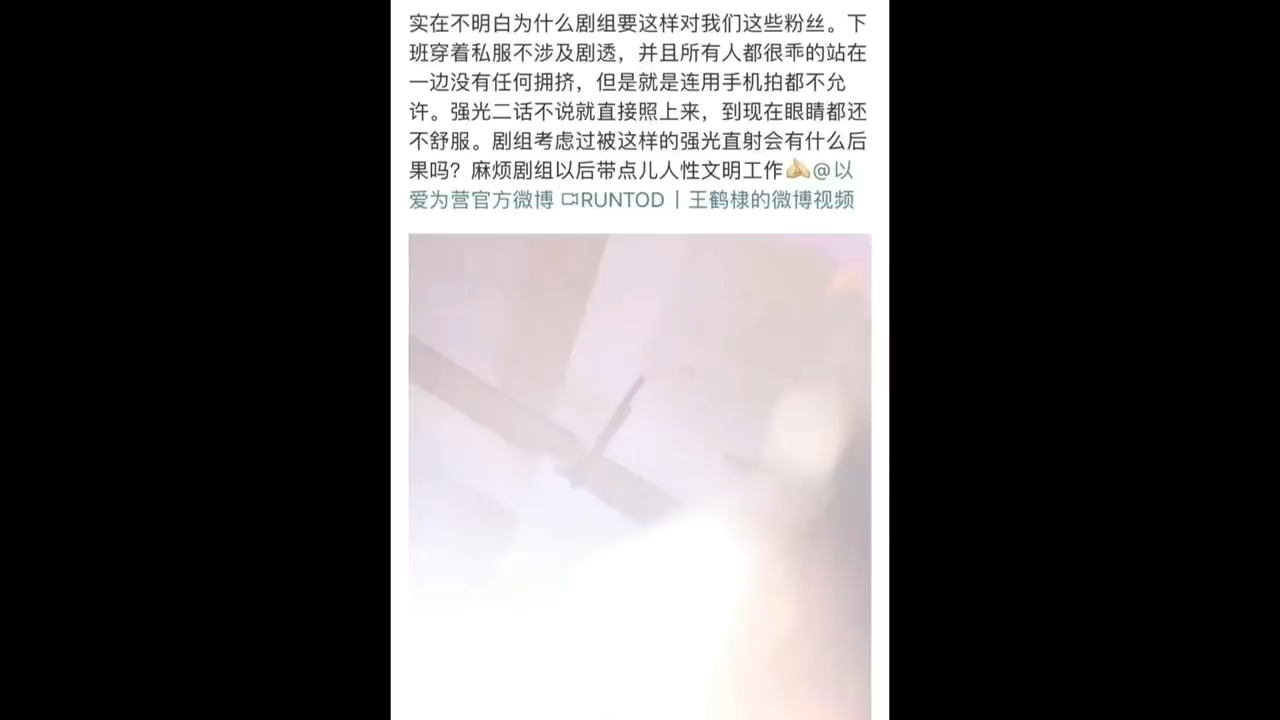 实在不明白为什么剧组要这样对我们这些粉丝。下
班穿着私服不涉及剧透，并且所有人都很乖的站在
一边没有任何拥挤，但是就是连用手机拍都不允
许。强光二话不说就直接照上来，到现在眼睛都还
不舒服。剧组考虑过被这样的强光直射会有什么后
果吗？麻烦剧组以后带点儿人性文明工作🙏@以
爱为营官方微博 RUNTOD丨王鹤棣的微博视频